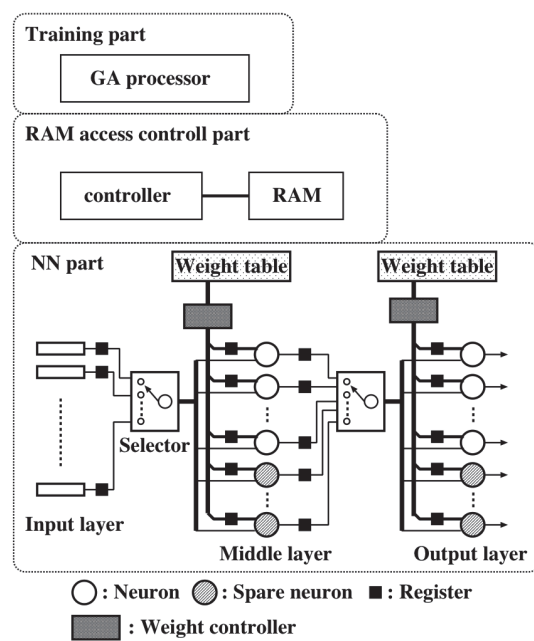 Training part
GA processor
RAM access controll part
controller
RAM
NN part
Weight table
Weight table
Selector
Input layer
Middle layer
Output layer
: Neuron
: Spare neuron
: Register
: Weight controller